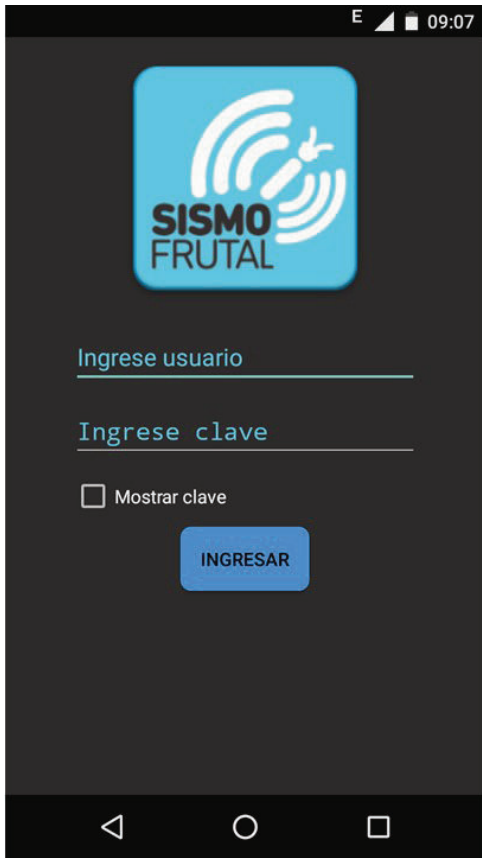 E 09:07
SISMO
FRUTAL
Ingrese usuario
Ingrese clave
Mostrar clave
INGRESAR